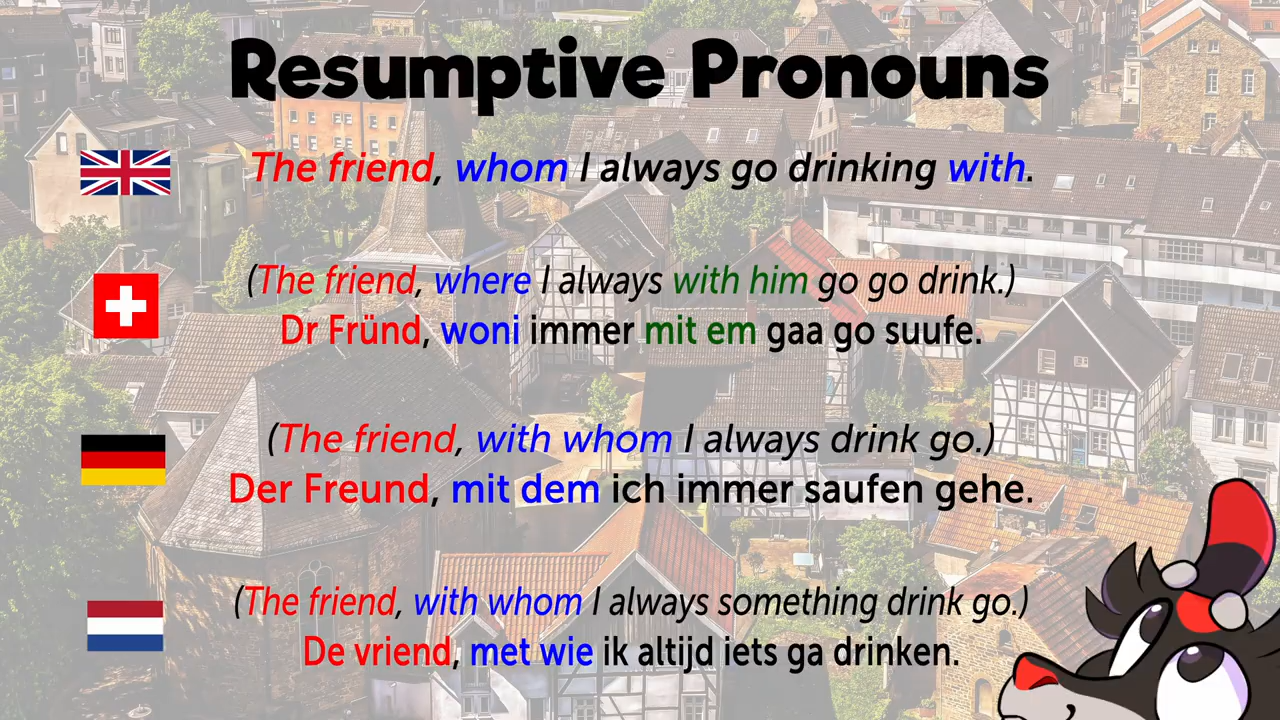 Resumptive Pronouns
The friend, whom I always go drinking with.
(The friend, where I always with him go go drink.)
Dr Fründ, woni immer mit em gaa go suufe.
(The friend, with whom I always drink go.)
Der Freund, mit dem ich immer saufen gehe.
(The friend, with whom I always something drink go.)
De vriend, met wie ik altijd iets ga drinken.